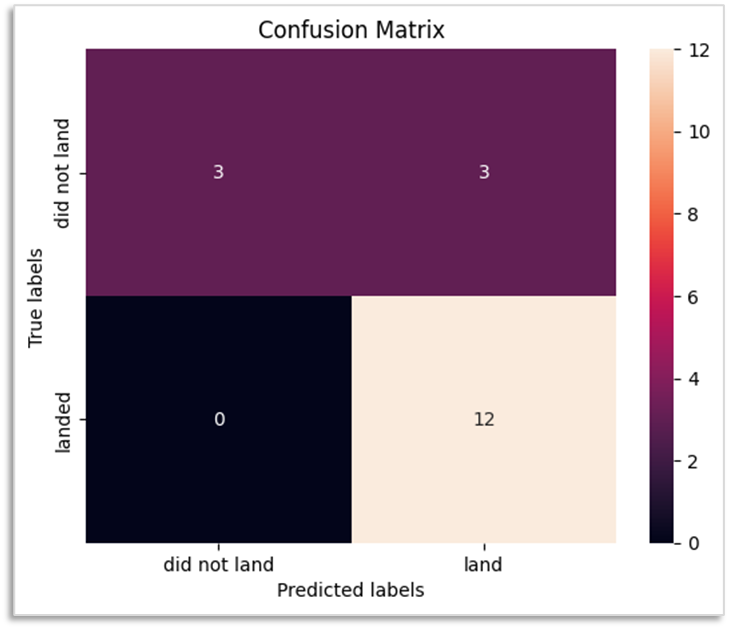 Confusion Matrix
True labels
did not land
3
3
landed
0
12
did not land
land
Predicted labels
12
10
8
6
4
2
0